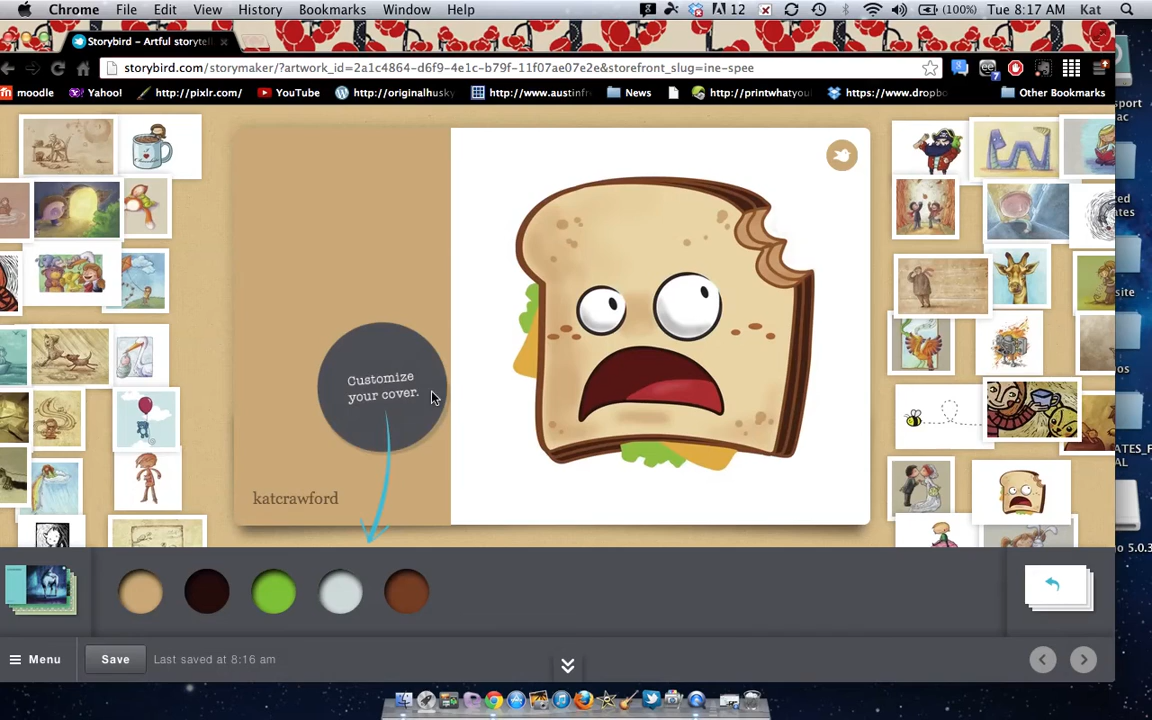 Chrome File Edit View History Bookmarks Window Help 12 (100%) Tue 8:17 AM Kat
Storybird – Artful storytell
storybird.com/storymaker/?artwork_id=2a1c4864-d6f9-4e1c-b79f-11f07ae07e2e&storefront_slug=ine-spee
moodle Yahoo! http://pixlr.com/ YouTube http://originalhusky http://www.austinfr News http://printwhatyou https://www.dropbo Other Bookmarks
Customize
your cover.
katcrawford
Menu Save Last saved at 8:16 am